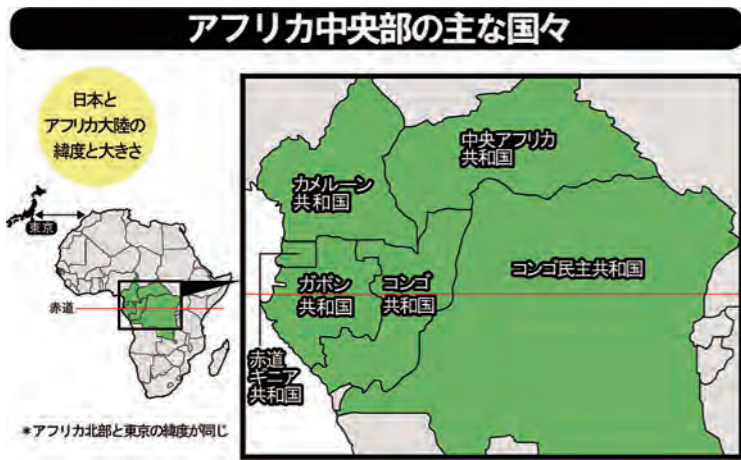 アフリカ中央部の主な国々
日本と
アフリカ大陸の
緯度と大きさ
東京
赤道
*アフリカ北部と東京の緯度が同じ
中央アフリカ
共和国
カメルーン
共和国
ガボン
共和国
コンゴ
共和国
コンゴ民主共和国
赤道
ギニア
共和国